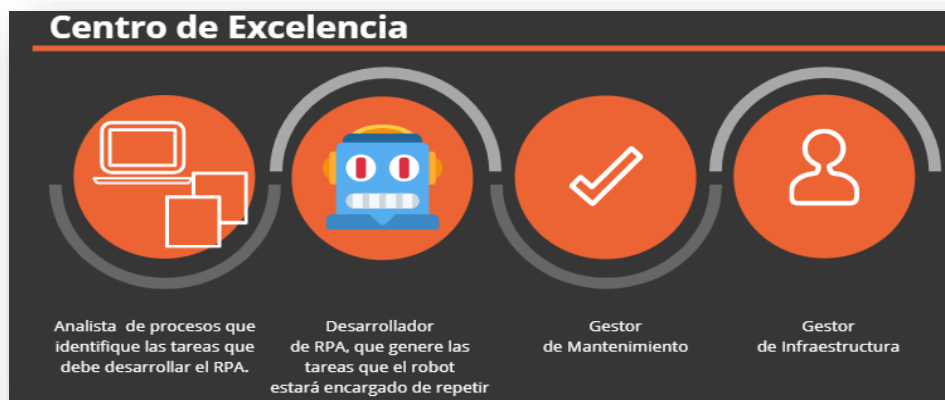 Centro de Excelencia
Analista de procesos que
identifique las tareas que
debe desarrollar el RPA.
Desarrollador
de RPA, que genere las
tareas que el robot
estará encargado de repetir
Gestor
de Mantenimiento
Gestor
de Infraestructura